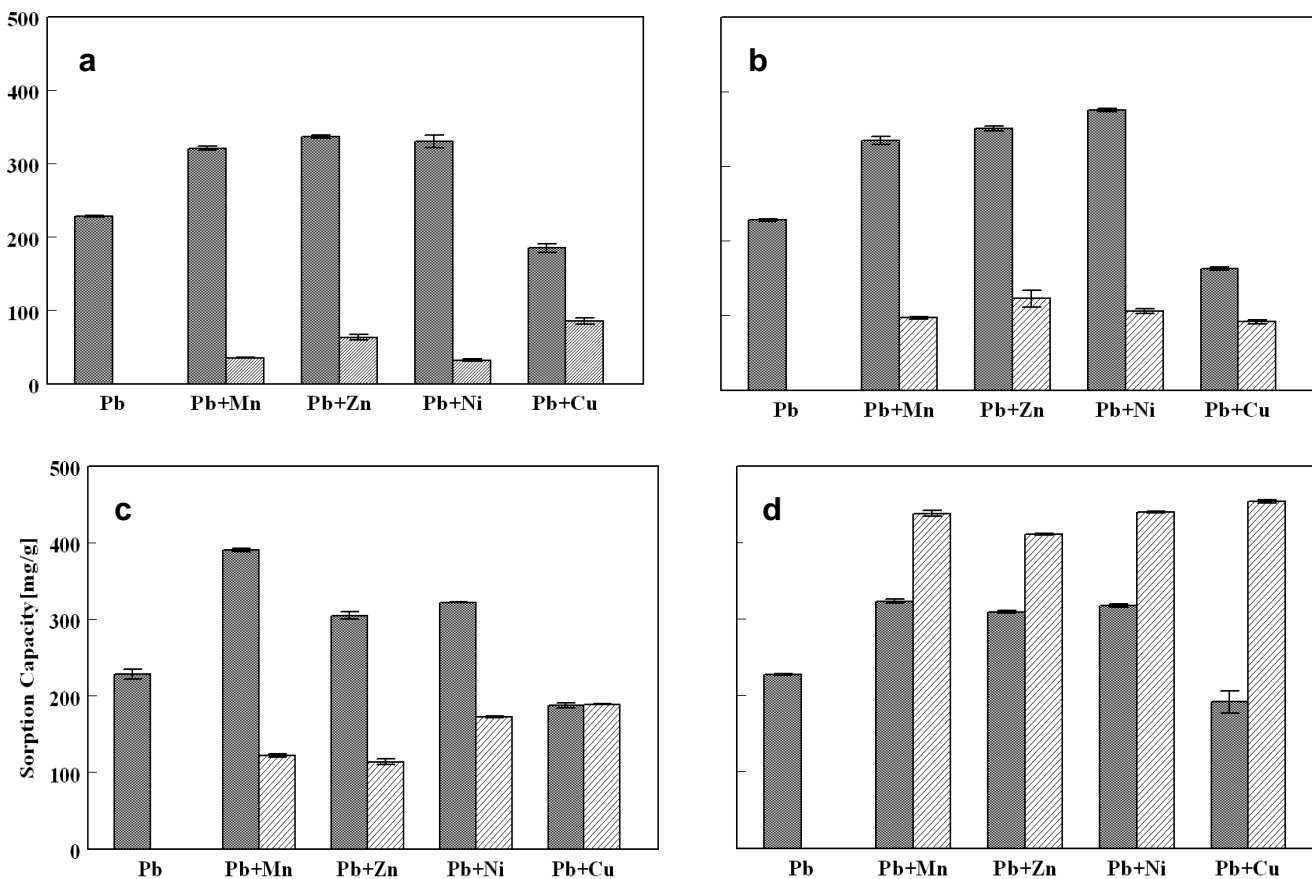 500
400
300
200
100
0
a
Pb Pb+Mn Pb+Zn Pb+Ni Pb+Cu
b
Pb Pb+Mn Pb+Zn Pb+Ni Pb+Cu
Sorption Capacity [mg/g]
500
400
300
200
100
0
c
Pb Pb+Mn Pb+Zn Pb+Ni Pb+Cu
d
Pb Pb+Mn Pb+Zn Pb+Ni Pb+Cu